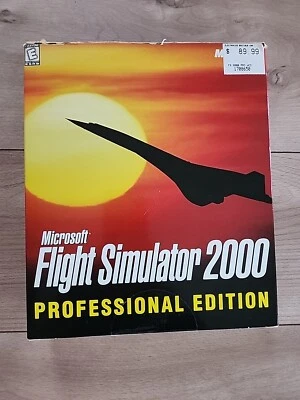 E
$ 89.99
Microsoft
Flight Simulator 2000
PROFESSIONAL EDITION